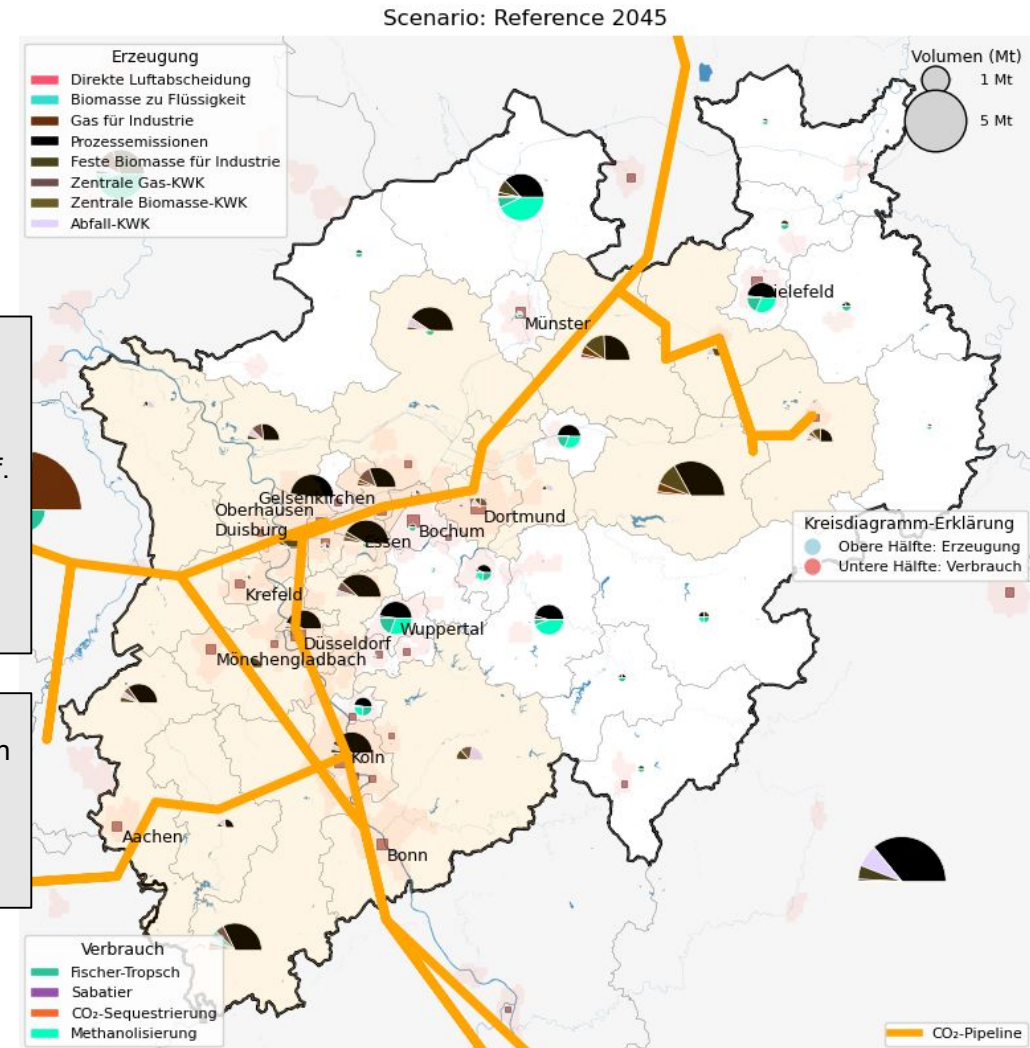 Scenario: Reference 2045
Erzeugung
Direkte Luftabscheidung
Biomasse zu Flüssigkeit
Gas für Industrie
Prozessemissionen
Feste Biomasse für Industrie
Zentrale Gas-KWK
Zentrale Biomasse-KWK
Abfall-KWK
Volumen (Mt)
1 Mt
5 Mt
ielefeld
Münster
f.
Gelsenkirchen
Oberhausen
Dortmund
Duisburg
Bochum
Essen
Kreisdiagramm-Erklärung
Obere Hälfte: Erzeugung
Untere Hälfte: Verbrauch
Krefeld
Wuppertal
Düsseldorf
Mönchengladbach
n
Köln
Aachen
Bonn
Verbrauch
Fischer-Tropsch
Sabatier
CO₂-Sequestrierung
Methanolisierung
CO₂-Pipeline